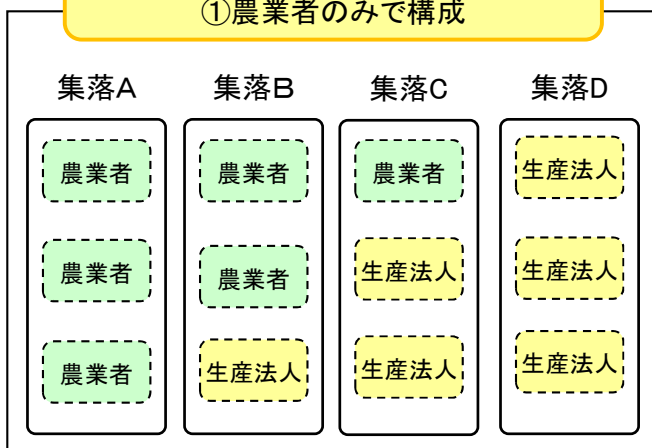 ①農業者のみで構成
集落A 集落B 集落C 集落D
農業者 農業者 農業者 生産法人
農業者 農業者 生産法人 生産法人
農業者 生産法人 生産法人 生産法人